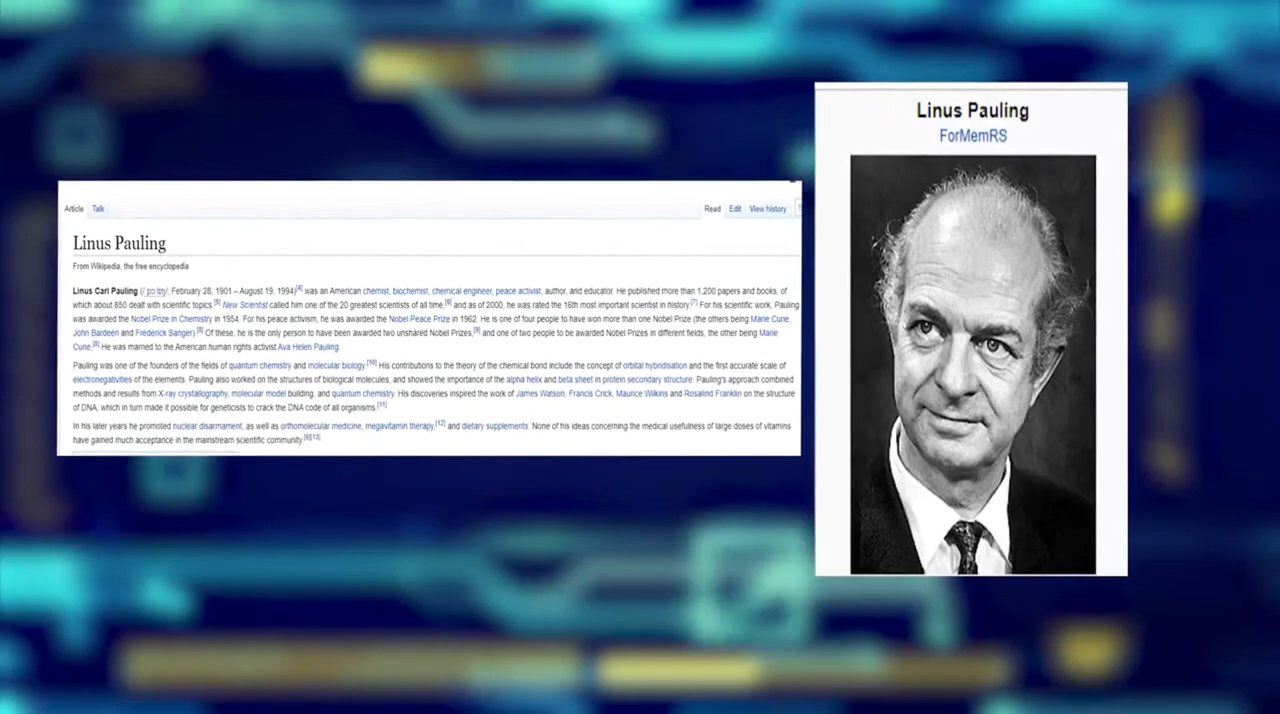 Linus Pauling
ForMemRS
Article Talk
Read Edit View history
Linus Pauling
From Wikipedia, the free encyclopedia
Linus Carl Pauling (/ˈpɔːlɪŋ/; February 28, 1901 – August 19, 1994)[4] was an American chemist, biochemist, chemical engineer, peace activist, author, and educator. He published more than 1,200 papers and books, of
which about 850 dealt with scientific topics.[5] New Scientist called him one of the 20 greatest scientists of all time,[6] and as of 2000, he was rated the 16th most important scientist in history.[7] For his scientific work, Pauling
was awarded the Nobel Prize in Chemistry in 1954. For his peace activism, he was awarded the Nobel Peace Prize in 1962. He is one of four people to have won more than one Nobel Prize (the others being Marie Curie,
John Bardeen and Frederick Sanger).[8] Of these, he is the only person to have been awarded two unshared Nobel Prizes,[9] and one of two people to be awarded Nobel Prizes in different fields, the other being Marie
Curie.[8] He was married to the American human rights activist Ava Helen Pauling.
Pauling was one of the founders of the fields of quantum chemistry and molecular biology.[10] His contributions to the theory of the chemical bond include the concept of orbital hybridisation and the first accurate scale of
electronegativities of the elements. Pauling also worked on the structures of biological molecules, and showed the importance of the alpha helix and beta sheet in protein secondary structure. Pauling's approach combined
methods and results from X-ray crystallography, molecular model building, and quantum chemistry. His discoveries inspired the work of James Watson, Francis Crick, Maurice Wilkins and Rosalind Franklin on the structure
of DNA, which in turn made it possible for geneticists to crack the DNA code of all organisms.[11]
In his later years he promoted nuclear disarmament, as well as orthomolecular medicine, megavitamin therapy,[12] and dietary supplements. None of his ideas concerning the medical usefulness of large doses of vitamins
have gained much acceptance in the mainstream scientific community.[9][13]